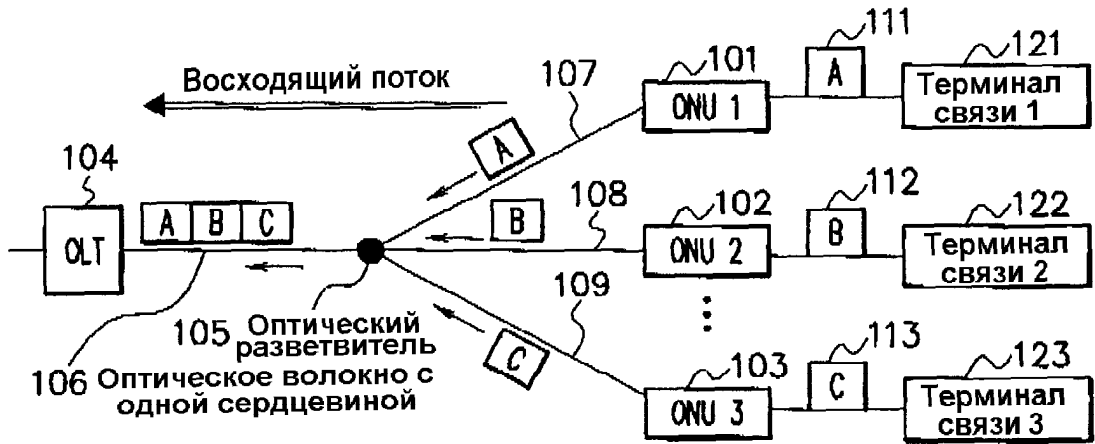 111
121
101
107
Восходящий поток
A
ONU 1
Терминал
связи 1
A
104
108
102
112
122
A B C
B
B
OLT
ONU 2
Терминал
связи 2
109
105 Оптический
разветвитель
C
103
113
123
106 Оптическое волокно с
одной сердцевиной
ONU 3
C
Терминал
связи 3